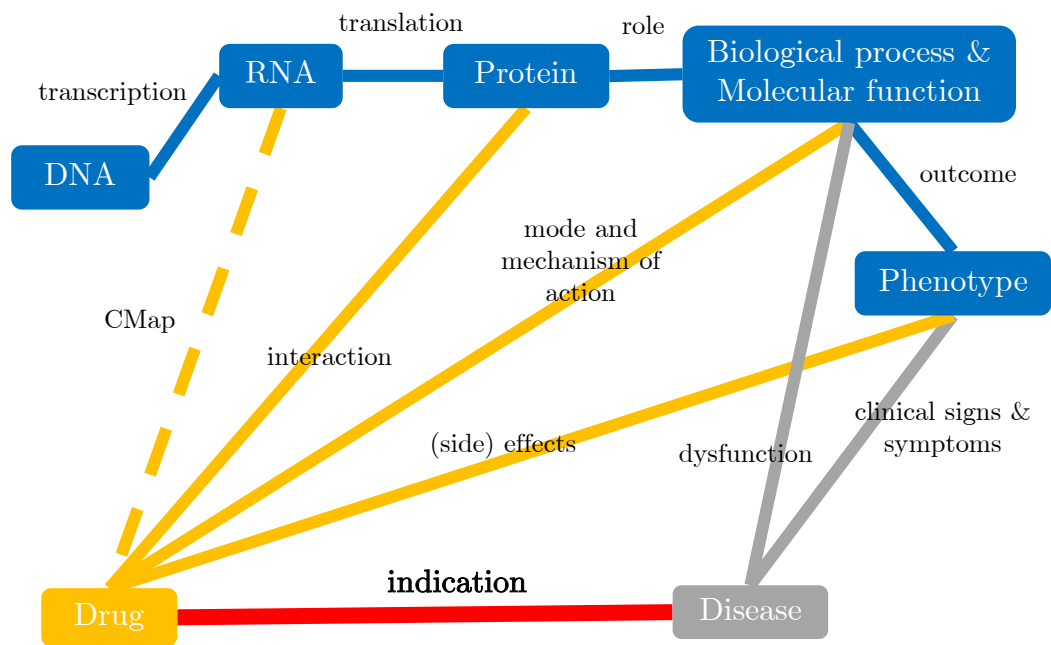 translation
role
RNA
Protein
Biological process &
Molecular function
transcription
DNA
outcome
mode and
mechanism of
action
Phenotype
CMap
interaction
clinical signs &
symptoms
(side) effects
dysfunction
indication
Drug
Disease